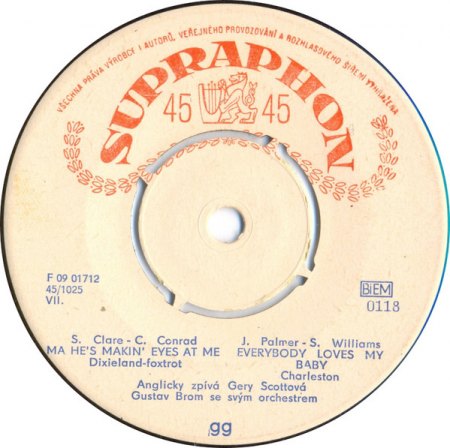 VŠECHNA PRÁVA VÝROBCE I AUTORŮ, VEŘEJNÉHO PROVOZOVÁNÍ A ROZHLASOVÉHO ŠÍŘENÍ VYHRAZENA
SUPRAPHON
45 45
F 09 01712
45/1025
VII.
BIEM
0118
S. Clare - C. Conrad
MA HE'S MAKIN' EYES AT ME
Dixieland-foxtrot
J. Palmer - S. Williams
EVERYBODY LOVES MY
BABY
Charleston
Anglicky zpívá Gery Scottová
Gustav Brom se svým orchestrem
gg